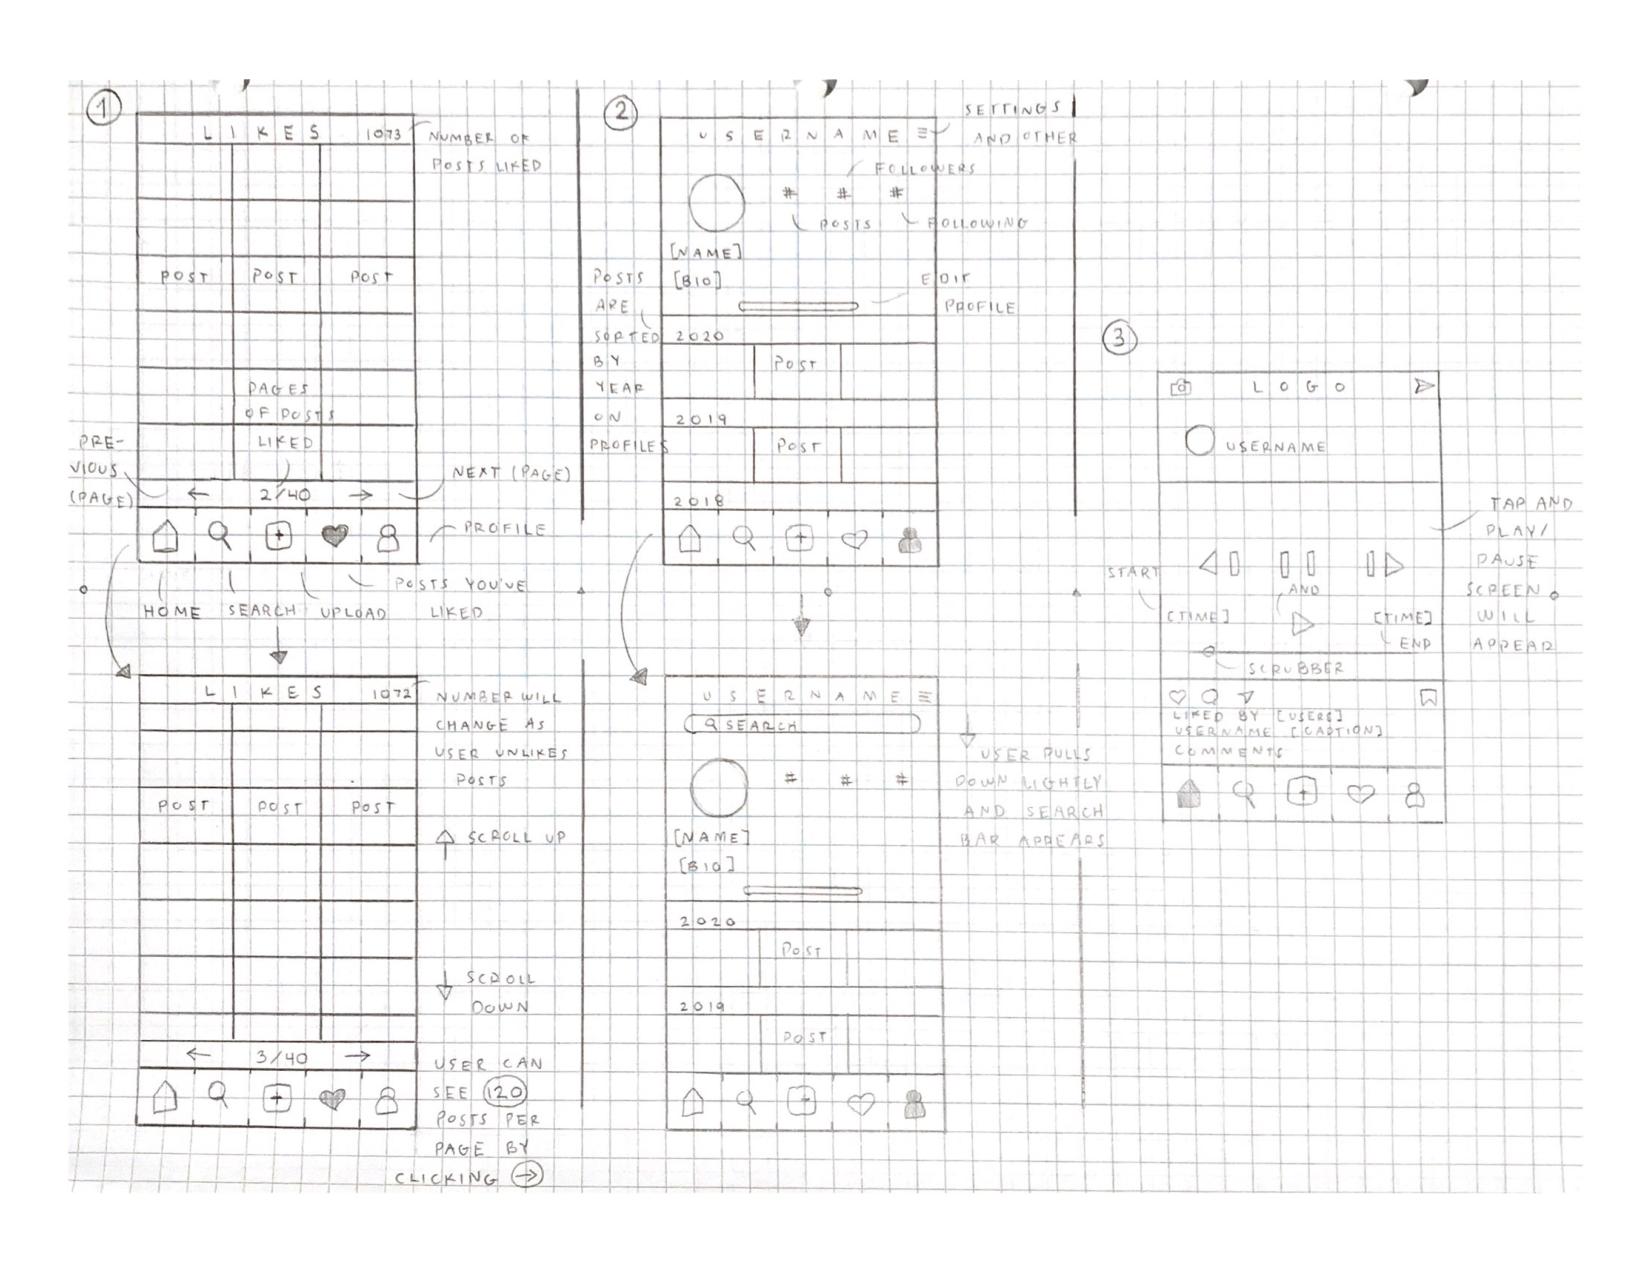 1
LIKES 1073
NUMBER OF
POSTS LIKED
POST POST POST
PAGES
OF POSTS
LIKED
PRE-
VIOUS
(PAGE)
NEXT (PAGE)
← 2/40 →
PROFILE
POSTS YOU'VE
LIKED
HOME SEARCH UPLOAD
LIKES 1072
NUMBER WILL
CHANGE AS
USER UNLIKES
POSTS
POST POST POST
↑ SCROLL UP
↓ SCROLL
DOWN
← 3/40 →
USER CAN
SEE 120
POSTS PER
PAGE BY
CLICKING →
2
SETTINGS
AND OTHER
USERNAME
FOLLOWERS
# # #
POSTS FOLLOWING
[NAME]
[BIO]
EDIT
PROFILE
POSTS
ARE
SORTED
BY
YEAR
ON
PROFILES
2020
POST
2019
POST
2018
USERNAME
SEARCH
USER PULLS
DOWN LIGHTLY
AND SEARCH
BAR APPEARS
# # #
[NAME]
[BIO]
2020
POST
2019
POST
3
LOGO
USERNAME
TAP AND
PLAY/
PAUSE
SCREEN
WILL
APPEAR
START
AND
[TIME] [TIME]
END
SCRUBBER
LIKED BY [USERS]
USERNAME [CAPTION]
COMMENTS